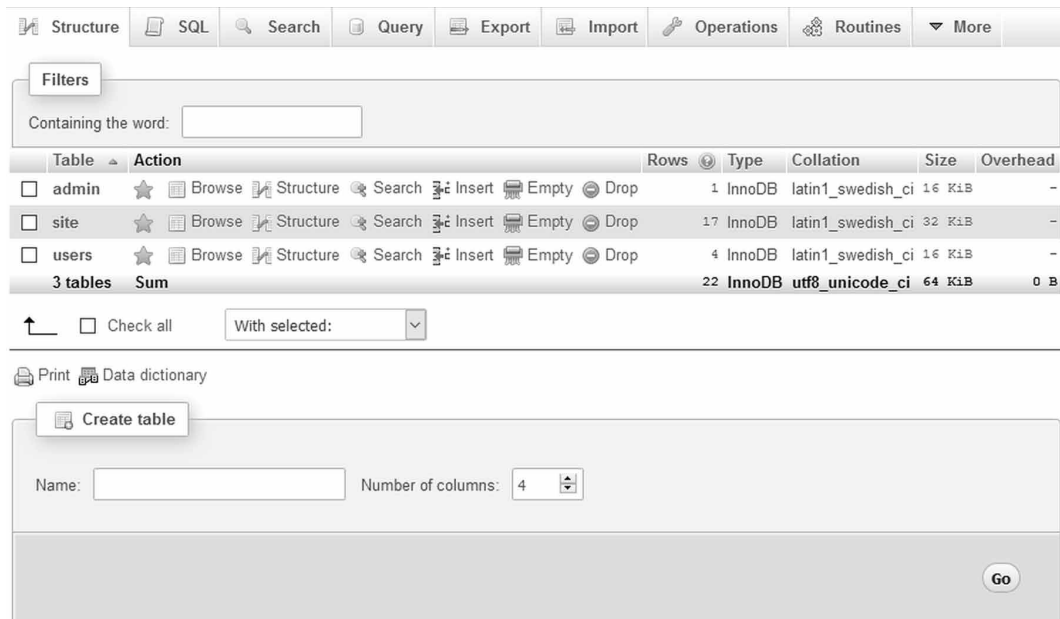 Structure SQL Search Query Export Import Operations Routines More
Filters
Containing the word:
Table Action Rows Type Collation Size Overhead
admin Browse Structure Search Insert Empty Drop 1 InnoDB latin1_swedish_ci 16 KiB -
site Browse Structure Search Insert Empty Drop 17 InnoDB latin1_swedish_ci 32 KiB -
users Browse Structure Search Insert Empty Drop 4 InnoDB latin1_swedish_ci 16 KiB -
3 tables Sum 22 InnoDB utf8_unicode_ci 64 KiB 0 B
Check all With selected:
Print Data dictionary
Create table
Name: Number of columns: 4
Go